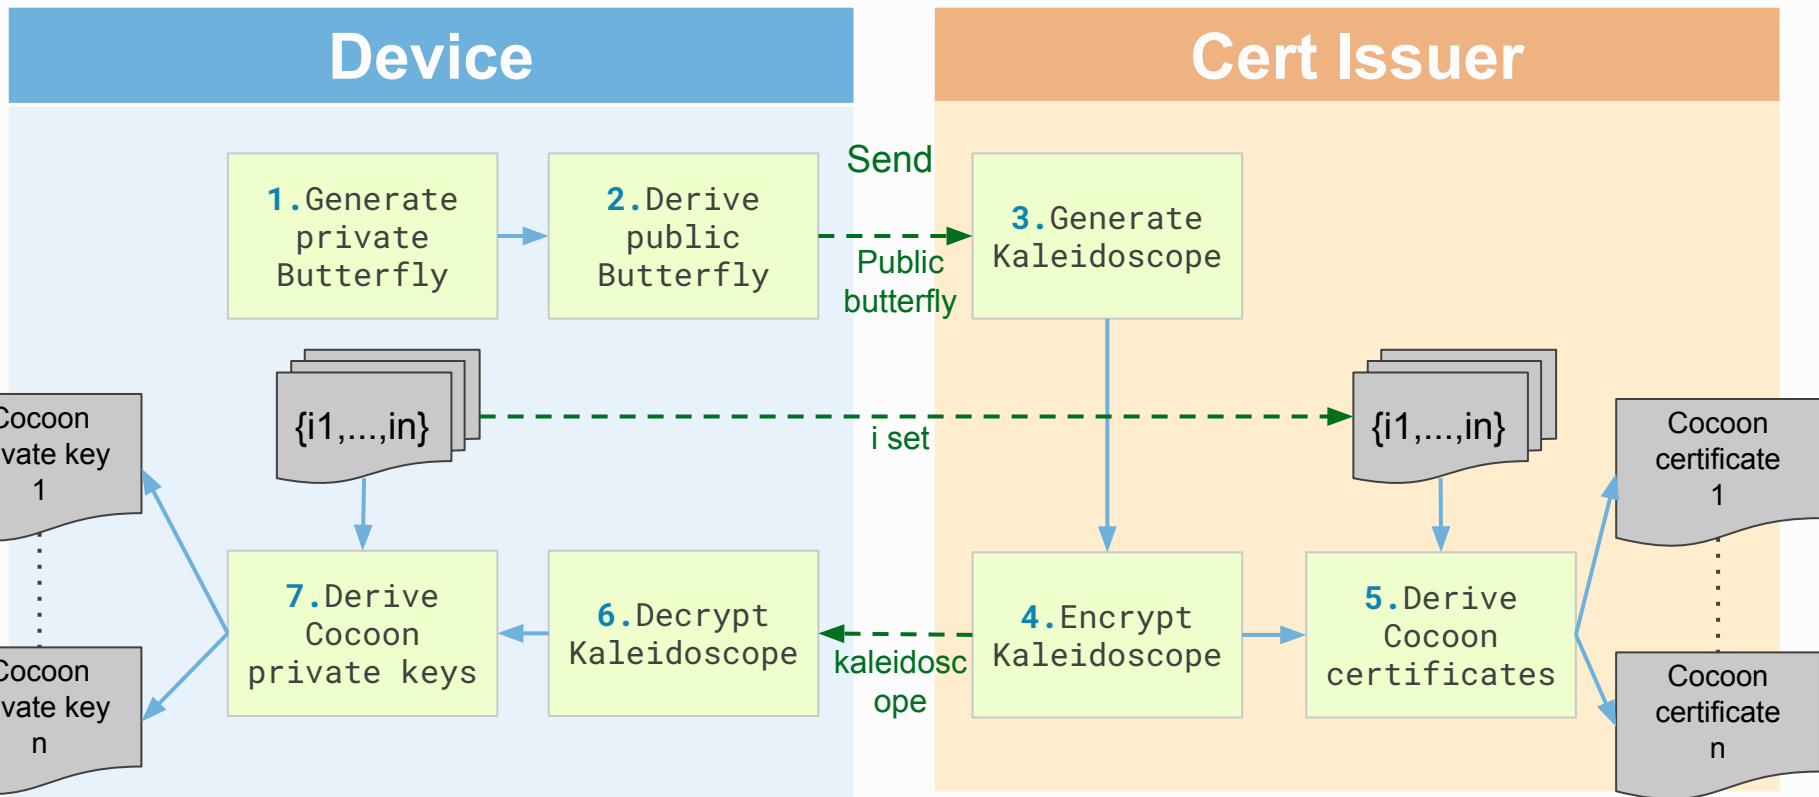 Device
Cert Issuer
1.Generate
private
Butterfly
2.Derive
public
Butterfly
Send
Public
butterfly
3.Generate
Kaleidoscope
{i1,...,in}
i set
{i1,...,in}
Cocoon
vate key
1
Cocoon
certificate
1
7.Derive
Cocoon
private keys
6.Decrypt
Kaleidoscope
kaleidosc
ope
4.Encrypt
Kaleidoscope
5.Derive
Cocoon
certificates
Cocoon
vate key
n
Cocoon
certificate
n